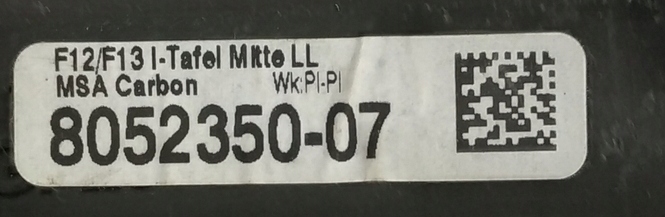 F12/F13 I-Tafel Mitte LL
MSA Carbon Wk:PI-PI
8052350-07